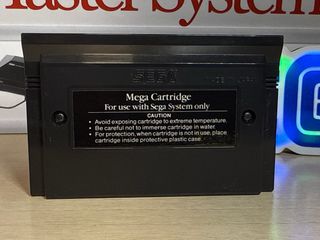 Master System
SEGA
Mega Cartridge
For use with Sega System only
CAUTION
• Avoid exposing cartridge to extreme temperature.
• Be careful not to immerse cartridge in water
• For protection, when cartridge is not in use, place
cartridge inside protective plastic case.